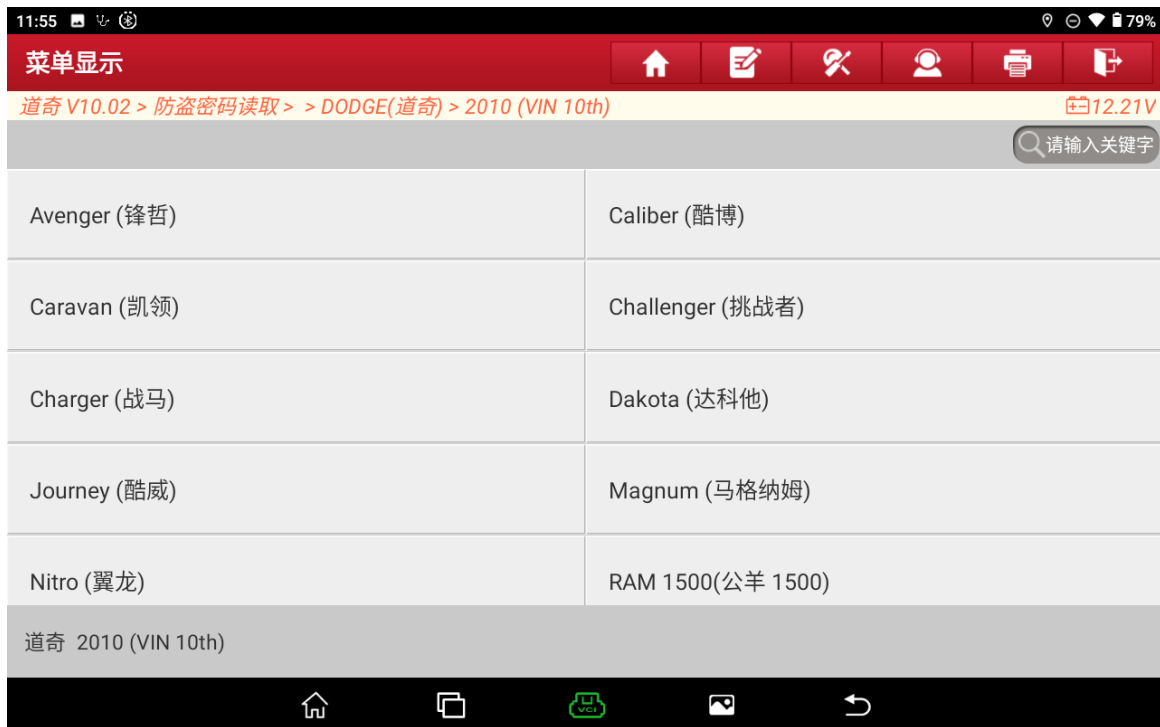 11:55 79%
菜单显示
道奇 V10.02 > 防盗密码读取 > > DODGE(道奇) > 2010 (VIN 10th) 12.21V
请输入关键字
Avenger (锋哲) Caliber (酷博)
Caravan (凯领) Challenger (挑战者)
Charger (战马) Dakota (达科他)
Journey (酷威) Magnum (马格纳姆)
Nitro (翼龙) RAM 1500(公羊 1500)
道奇 2010 (VIN 10th)
VCI